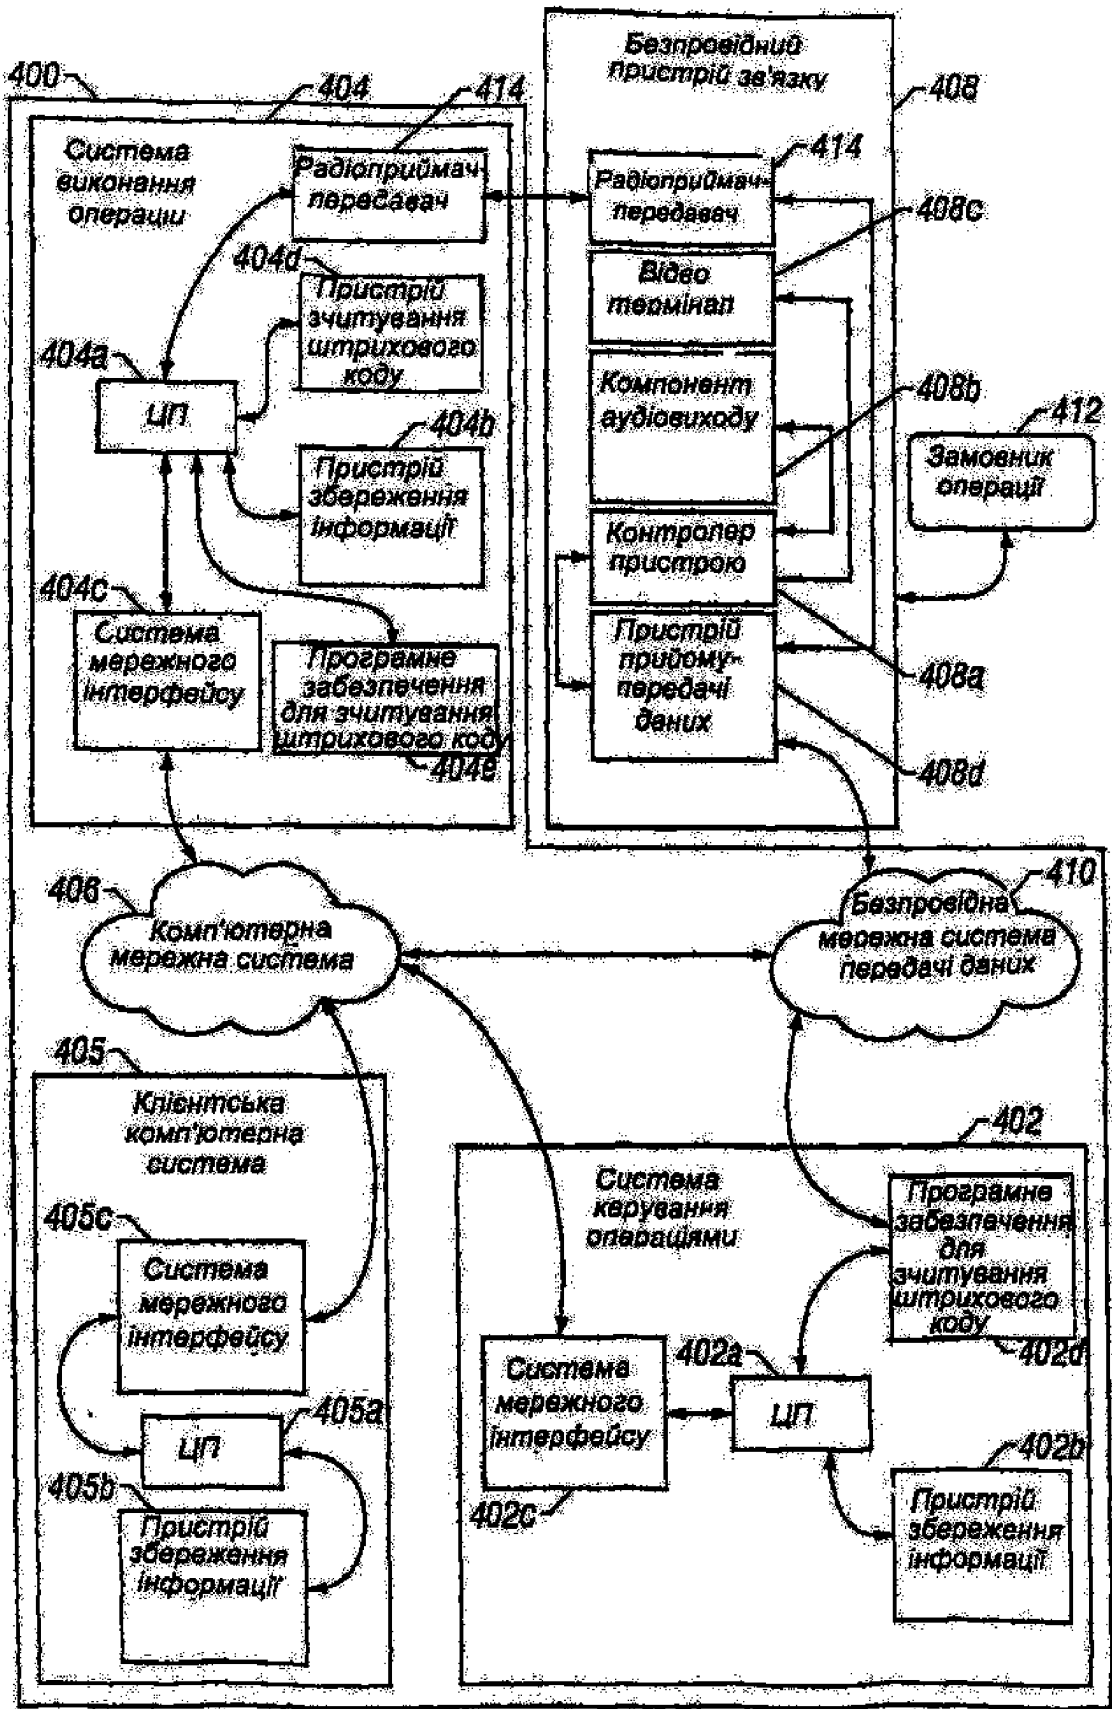 400
404
414
Система
виконання
операції
Радіоприймач-
передавач
404d
Пристрій
зчитування
штрихового
коду
404a
ЦП
404b
Пристрій
збереження
інформації
404c
Система
мережного
інтерфейсу
Програмне
забезпечення
для зчитування
штрихового коду
404e
Безпровідний
пристрій зв'язку
408
414
Радіоприймач-
передавач
408c
Відео
термінал
Компонент
аудіовиходу
408b
412
Замовник
операції
Контролер
пристрою
408a
Пристрій
прийому-
передачі
даних
408d
406
Комп'ютерна
мережна система
410
Безпровідна
мережна система
передачі даних
405
Клієнтська
комп'ютерна
система
405c
Система
мережного
інтерфейсу
405a
ЦП
405b
Пристрій
збереження
інформації
402
Система
керування
операціями
Програмне
забезпечення
для
зчитування
штрихового
коду
402d
402a
ЦП
Система
мережного
інтерфейсу
402c
402b
Пристрій
збереження
інформації